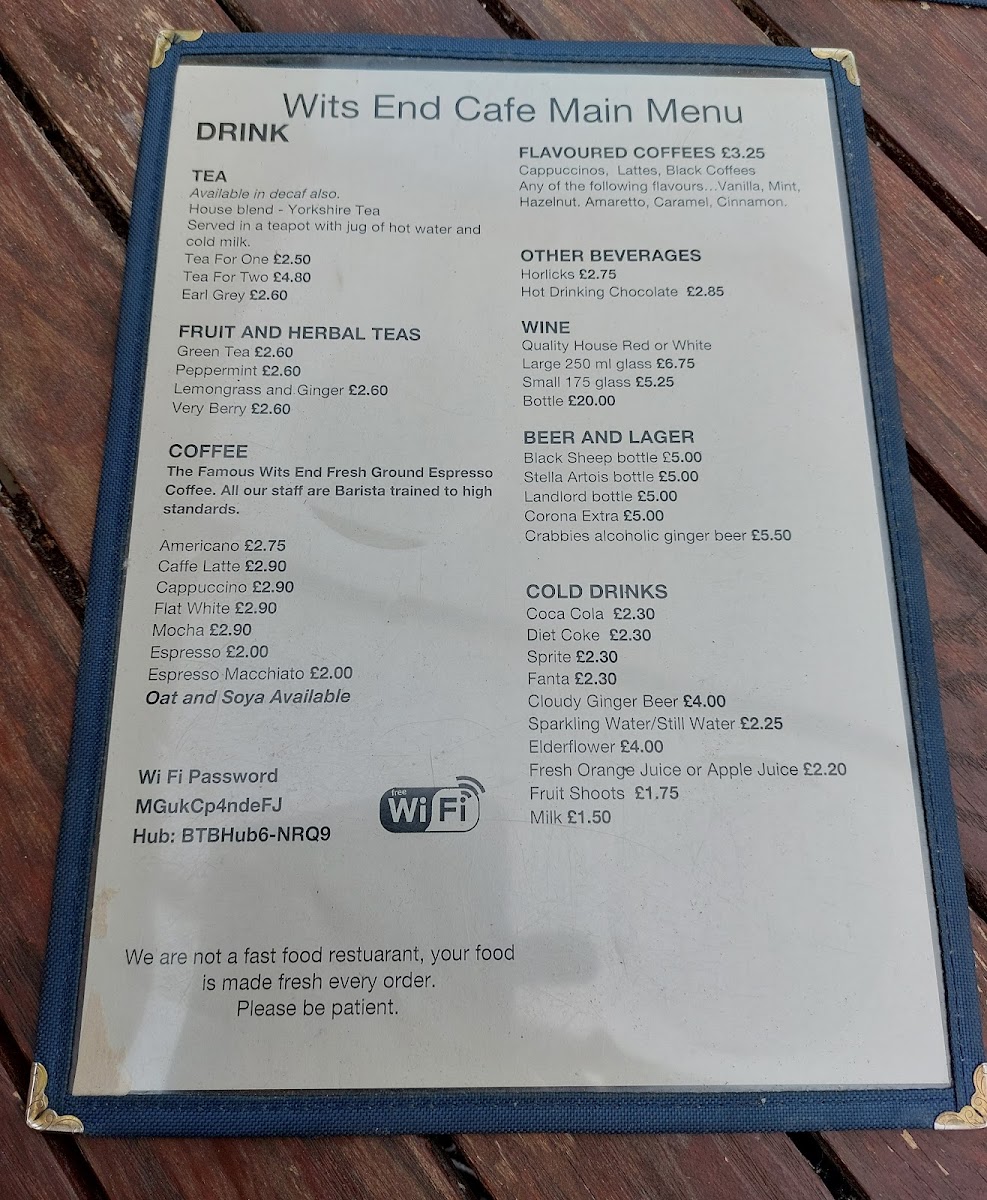 Wits End Cafe Main Menu
DRINK
TEA
Available in decaf also.
House blend - Yorkshire Tea
Served in a teapot with jug of hot water and
cold milk.
Tea For One £2.50
Tea For Two £4.80
Earl Grey £2.60
FRUIT AND HERBAL TEAS
Green Tea £2.60
Peppermint £2.60
Lemongrass and Ginger £2.60
Very Berry £2.60
COFFEE
The Famous Wits End Fresh Ground Espresso
Coffee. All our staff are Barista trained to high
standards.
Americano £2.75
Caffe Latte £2.90
Cappuccino £2.90
Flat White £2.90
Mocha £2.90
Espresso £2.00
Espresso Macchiato £2.00
Oat and Soya Available
Wi Fi Password
MGukCp4ndeFJ
Hub: BTBHub6-NRQ9
free
Wi Fi
We are not a fast food restuarant, your food
is made fresh every order.
Please be patient.
FLAVOURED COFFEES £3.25
Cappuccinos, Lattes, Black Coffees
Any of the following flavours...Vanilla, Mint,
Hazelnut. Amaretto, Caramel, Cinnamon.
OTHER BEVERAGES
Horlicks £2.75
Hot Drinking Chocolate £2.85
WINE
Quality House Red or White
Large 250 ml glass £6.75
Small 175 glass £5.25
Bottle £20.00
BEER AND LAGER
Black Sheep bottle £5.00
Stella Artois bottle £5.00
Landlord bottle £5.00
Corona Extra £5.00
Crabbies alcoholic ginger beer £5.50
COLD DRINKS
Coca Cola £2.30
Diet Coke £2.30
Sprite £2.30
Fanta £2.30
Cloudy Ginger Beer £4.00
Sparkling Water/Still Water £2.25
Elderflower £4.00
Fresh Orange Juice or Apple Juice £2.20
Fruit Shoots £1.75
Milk £1.50